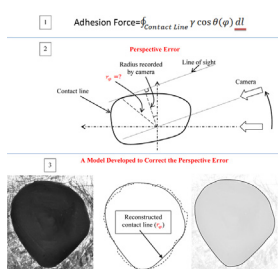 1
Adhesion Force=∮Contact Line γ cos θ(φ) dl
2
Perspective Error
Radius recorded
by camera
Line of sight
rφ =?
Camera
Contact line
3
A Model Developed to Correct the Perspective Error
Reconstructed
contact line (rφ)